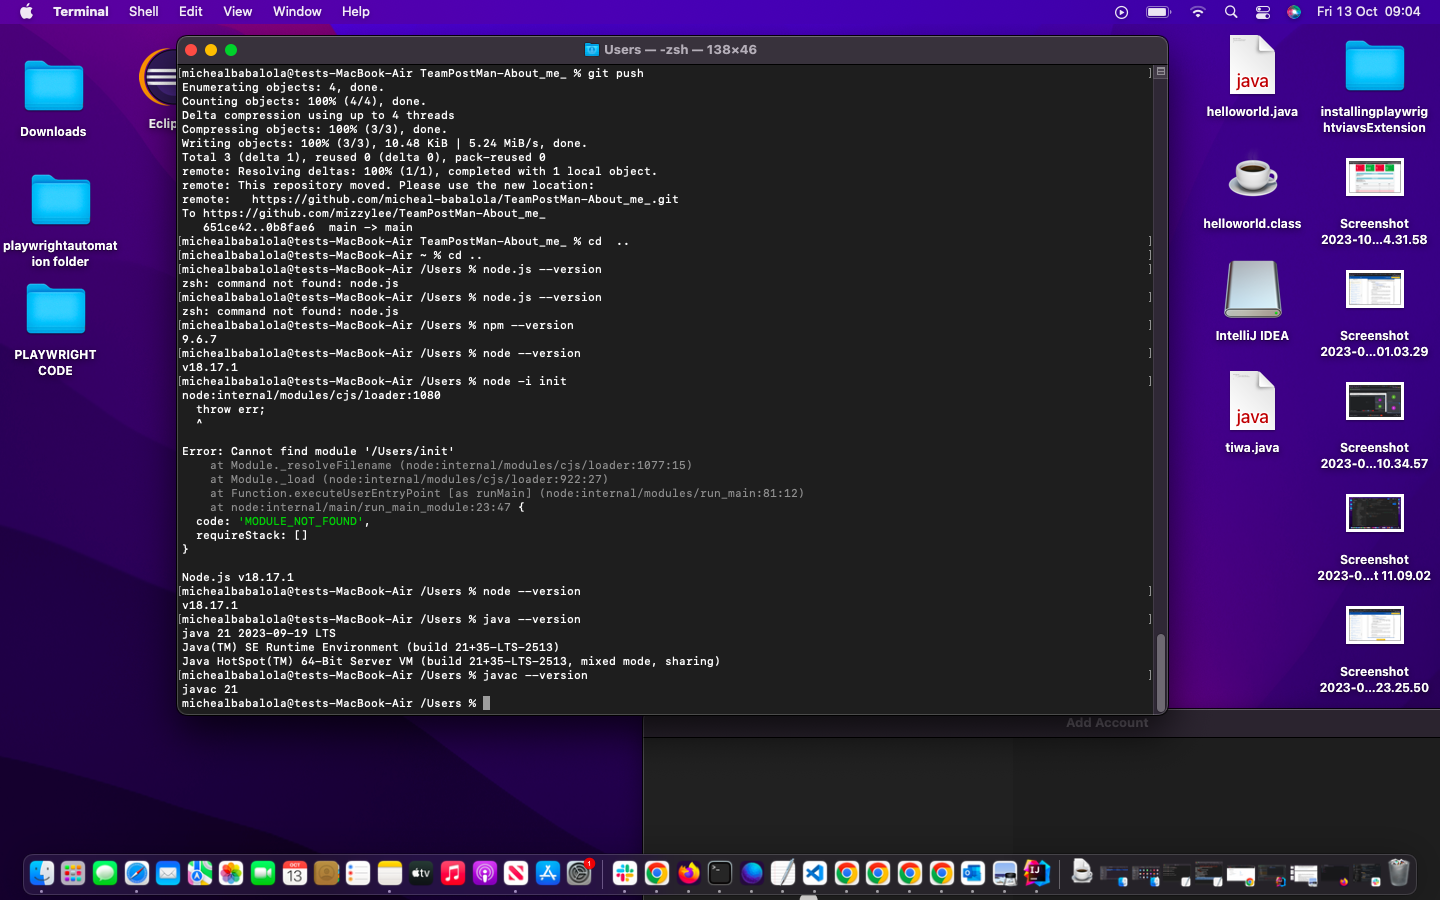 Terminal Shell Edit View Window Help Fri 13 Oct 09:04
Users — -zsh — 138×46
[michealbabalola@tests-MacBook-Air TeamPostMan-About_me_ % git push ]
Enumerating objects: 4, done.
Counting objects: 100% (4/4), done.
Delta compression using up to 4 threads
Compressing objects: 100% (3/3), done.
Writing objects: 100% (3/3), 10.48 KiB | 5.24 MiB/s, done.
Total 3 (delta 1), reused 0 (delta 0), pack-reused 0
remote: Resolving deltas: 100% (1/1), completed with 1 local object.
remote: This repository moved. Please use the new location:
remote:   https://github.com/micheal-babalola/TeamPostMan-About_me_.git
To https://github.com/mizzylee/TeamPostMan-About_me_
   651ce42..0b8fae6  main -> main
[michealbabalola@tests-MacBook-Air TeamPostMan-About_me_ % cd  .. ]
[michealbabalola@tests-MacBook-Air ~ % cd .. ]
[michealbabalola@tests-MacBook-Air /Users % node.js --version ]
zsh: command not found: node.js
[michealbabalola@tests-MacBook-Air /Users % node.js --version ]
zsh: command not found: node.js
[michealbabalola@tests-MacBook-Air /Users % npm --version ]
9.6.7
[michealbabalola@tests-MacBook-Air /Users % node --version ]
v18.17.1
[michealbabalola@tests-MacBook-Air /Users % node -i init ]
node:internal/modules/cjs/loader:1080
  throw err;
  ^
Error: Cannot find module '/Users/init'
    at Module._resolveFilename (node:internal/modules/cjs/loader:1077:15)
    at Module._load (node:internal/modules/cjs/loader:922:27)
    at Function.executeUserEntryPoint [as runMain] (node:internal/modules/run_main:81:12)
    at node:internal/main/run_main_module:23:47 {
  code: 'MODULE_NOT_FOUND',
  requireStack: []
}
Node.js v18.17.1
[michealbabalola@tests-MacBook-Air /Users % node --version ]
v18.17.1
[michealbabalola@tests-MacBook-Air /Users % java --version ]
java 21 2023-09-19 LTS
Java(TM) SE Runtime Environment (build 21+35-LTS-2513)
Java HotSpot(TM) 64-Bit Server VM (build 21+35-LTS-2513, mixed mode, sharing)
[michealbabalola@tests-MacBook-Air /Users % javac --version ]
javac 21
michealbabalola@tests-MacBook-Air /Users %
Downloads
Eclip
playwrightautomat
ion folder
PLAYWRIGHT
CODE
java
helloworld.java
helloworld.class
IntelliJ IDEA
java
tiwa.java
installingplaywrig
htviavsExtension
Screenshot
2023-10...4.31.58
Screenshot
2023-0...01.03.29
Screenshot
2023-0...10.34.57
Screenshot
2023-0...t 11.09.02
Screenshot
2023-0...23.25.50
Add Account
OCT
13
tv
1
IJ